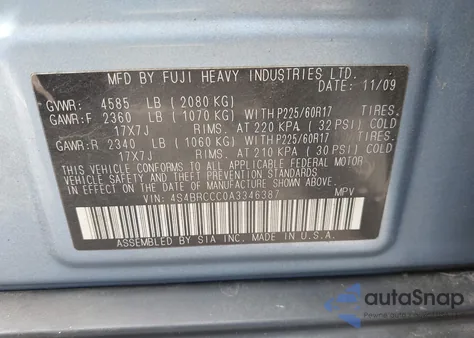 MFD BY FUJI HEAVY INDUSTRIES LTD.
DATE: 11/09
GVWR: 4585 LB (2080 KG)
GAWR:F 2360 LB (1070 KG) WITH P225/60R17 TIRES.
17X7J RIMS. AT 220 KPA (32 PSI) COLD
GAWR:R 2340 LB (1060 KG) WITH P225/60R17 TIRES.
17X7J RIMS. AT 210 KPA (30 PSI) COLD
THIS VEHICLE CONFORMS TO ALL APPLICABLE FEDERAL MOTOR
VEHICLE SAFETY, BUMPER, AND THEFT PREVENTION STANDARDS
IN EFFECT ON THE DATE OF MANUFACTURE SHOWN ABOVE.
VIN: 4S4BRCCC0A3346387 MPV
ASSEMBLED BY SIA INC. MADE IN U.S.A.
autoSnap